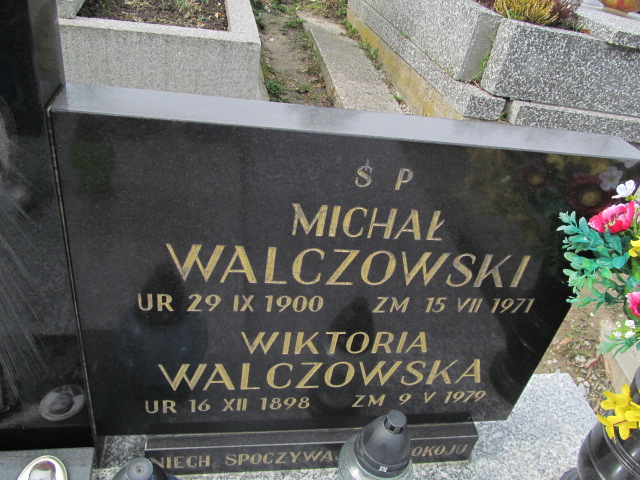 Ś P
MICHAŁ
WALCZOWSKI
UR 29 IX 1900 ZM 15 VII 1971
WIKTORIA
WALCZOWSKA
UR 16 XII 1898 ZM 9 V 1979
NIECH SPOCZYWA